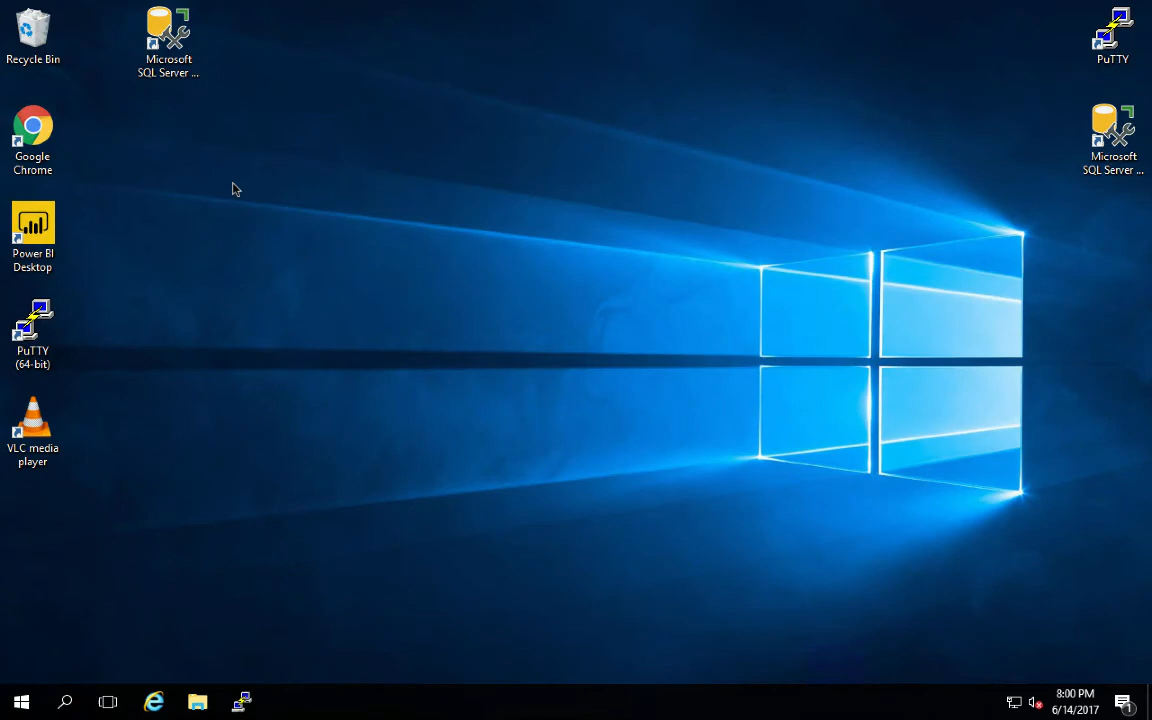 Recycle Bin
Microsoft
SQL Server ...
PuTTY
Google
Chrome
Microsoft
SQL Server ...
Power BI
Desktop
PuTTY
(64-bit)
VLC media
player
8:00 PM
6/14/2017
1